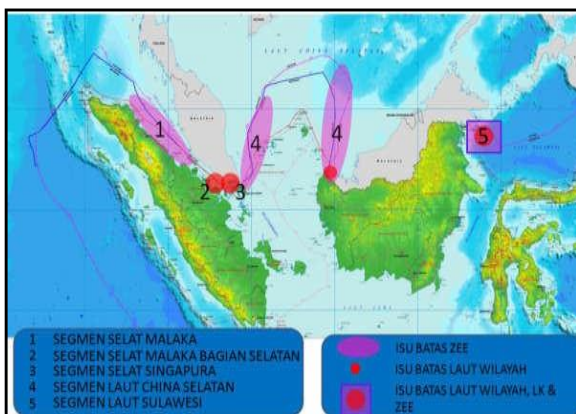 LAUT CHINA SELATAN
MALAYSIA
1
4
4
5
2
3
1 SEGMEN SELAT MALAKA
2 SEGMEN SELAT MALAKA BAGIAN SELATAN
3 SEGMEN SELAT SINGAPURA
4 SEGMEN LAUT CHINA SELATAN
5 SEGMEN LAUT SULAWESI
ISU BATAS ZEE
ISU BATAS LAUT WILAYAH
ISU BATAS LAUT WILAYAH, LK &
ZEE